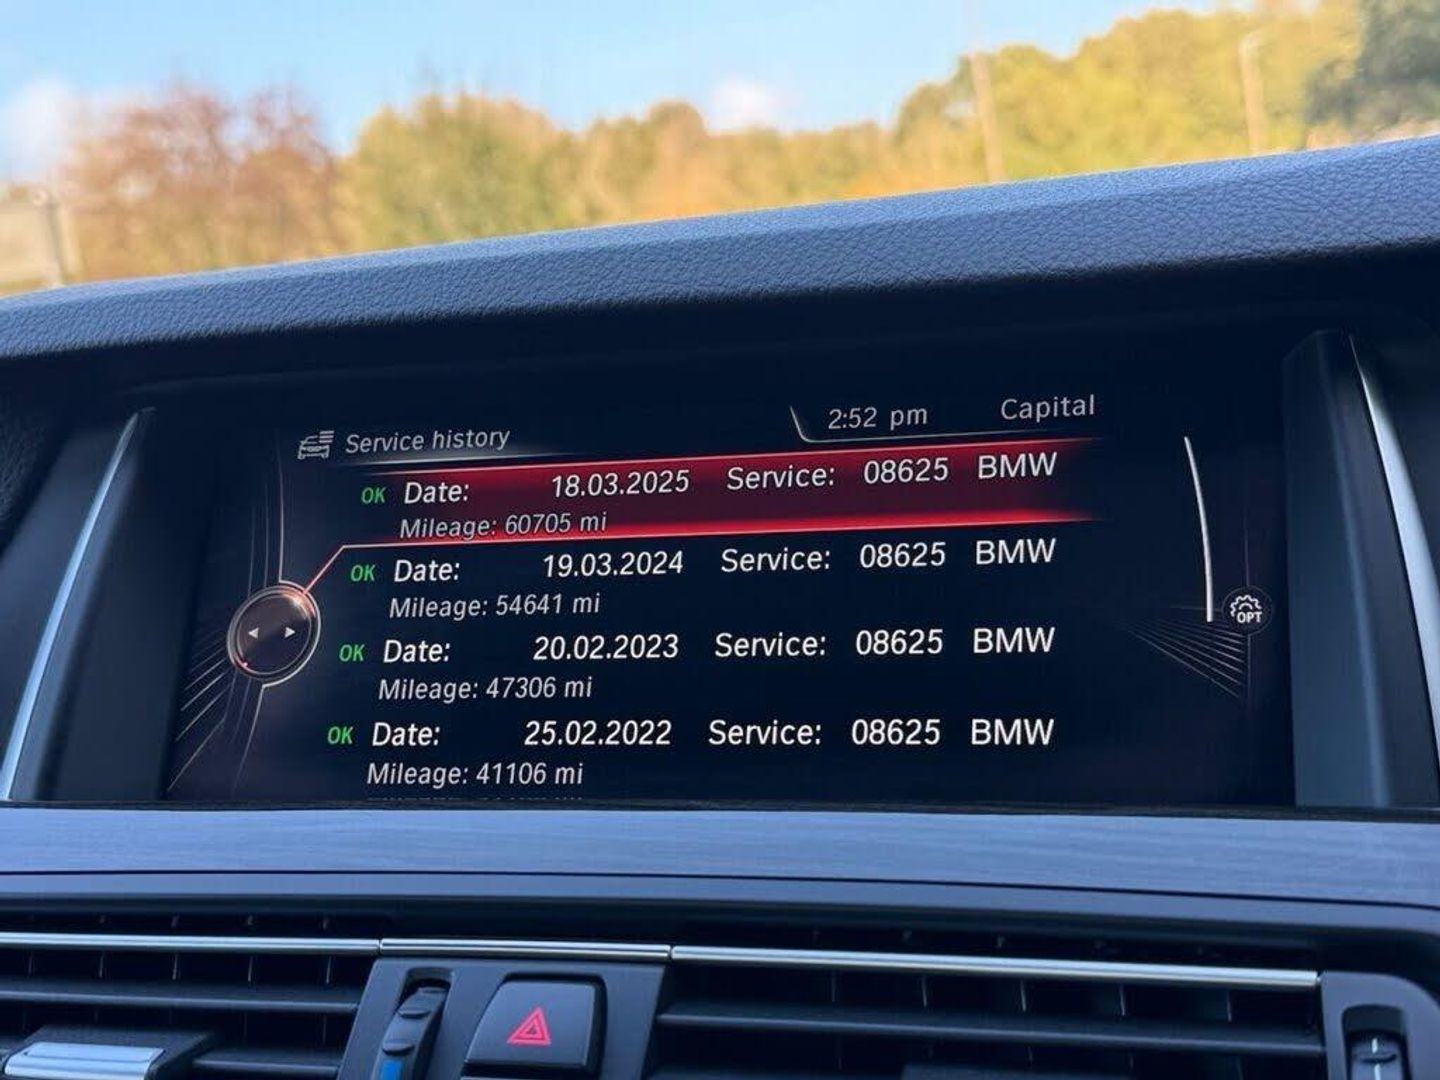 Service history
2:52 pm Capital
OK Date: 18.03.2025 Service: 08625 BMW
Mileage: 60705 mi
OK Date: 19.03.2024 Service: 08625 BMW
Mileage: 54641 mi
OK Date: 20.02.2023 Service: 08625 BMW
Mileage: 47306 mi
OK Date: 25.02.2022 Service: 08625 BMW
Mileage: 41106 mi
OPT